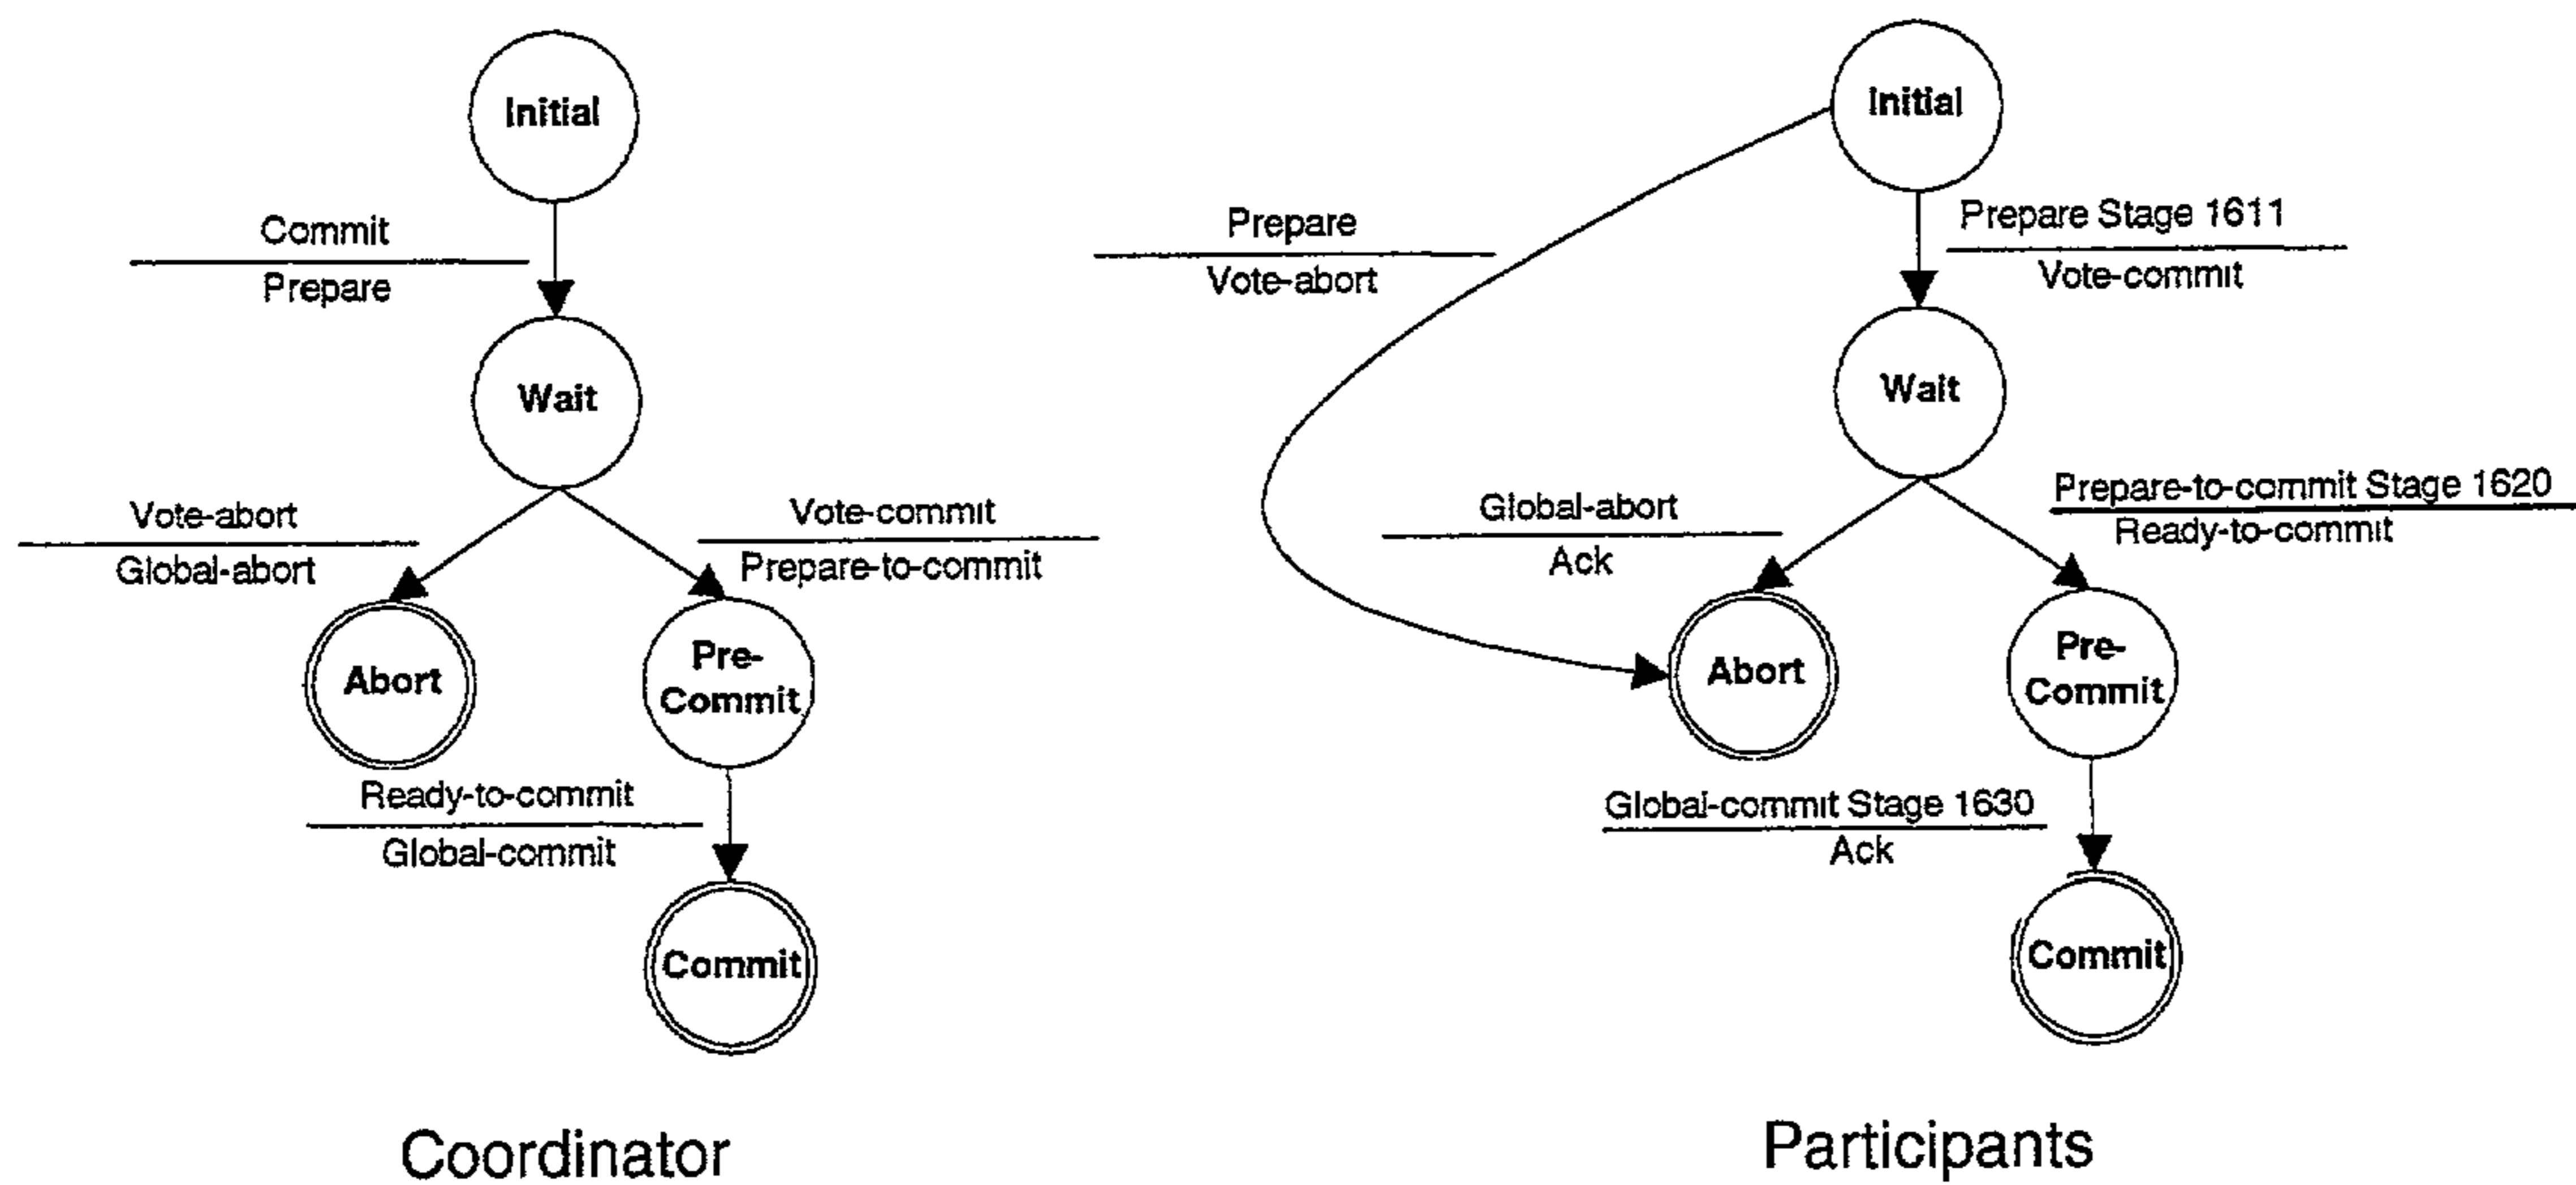 Initial
Commit
Prepare
Wait
Vote-abort
Global-abort
Vote-commit
Prepare-to-commit
Abort
Pre-
Commit
Ready-to-commit
Global-commit
Commit
Coordinator
Initial
Prepare
Vote-abort
Prepare Stage 1611
Vote-commit
Wait
Global-abort
Ack
Prepare-to-commit Stage 1620
Ready-to-commit
Abort
Pre-
Commit
Global-commit Stage 1630
Ack
Commit
Participants